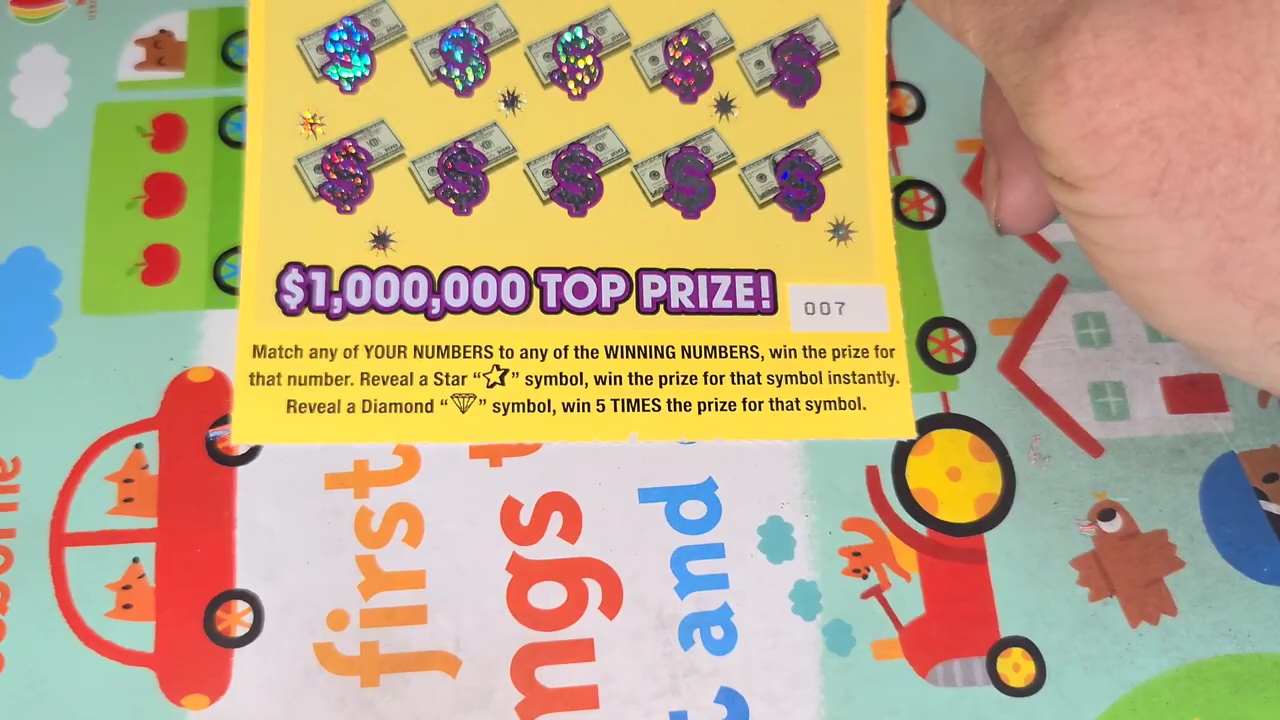 $1,000,000 TOP PRIZE!
007
Match any of YOUR NUMBERS to any of the WINNING NUMBERS, win the prize for
that number. Reveal a Star “☆” symbol, win the prize for that symbol instantly.
Reveal a Diamond “” symbol, win 5 TIMES the prize for that symbol.
first
ngs t
and